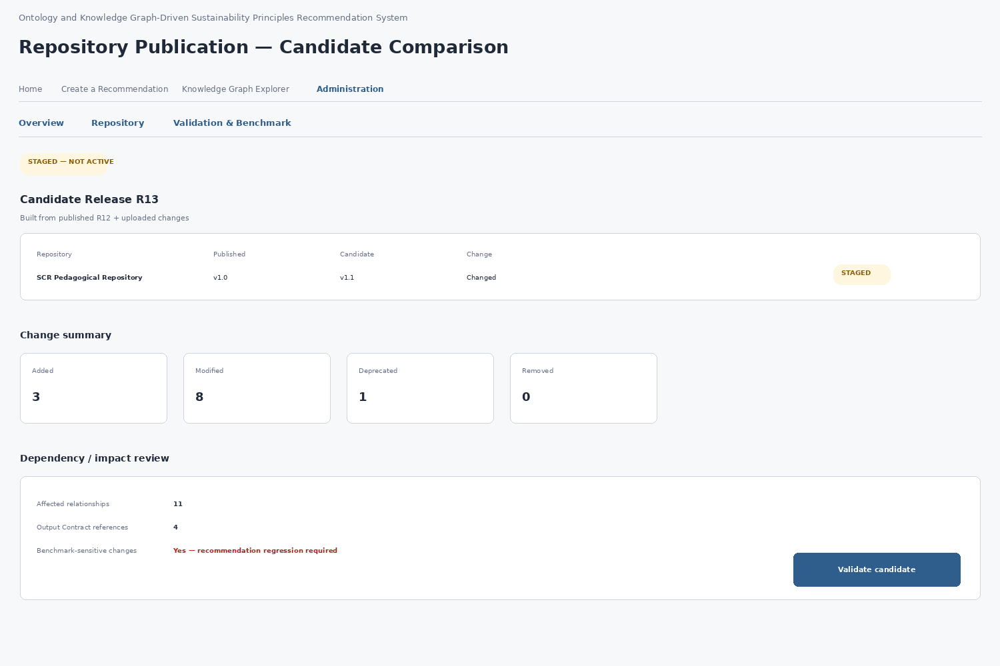 Ontology and Knowledge Graph-Driven Sustainability Principles Recommendation System
Repository Publication — Candidate Comparison
Home Create a Recommendation Knowledge Graph Explorer Administration
Overview Repository Validation & Benchmark
STAGED — NOT ACTIVE
Candidate Release R13
Built from published R12 + uploaded changes
Repository Published Candidate Change
SCR Pedagogical Repository v1.0 v1.1 Changed STAGED
Change summary
Added Modified Deprecated Removed
3 8 1 0
Dependency / impact review
Affected relationships 11
Output Contract references 4
Benchmark-sensitive changes Yes — recommendation regression required
Validate candidate